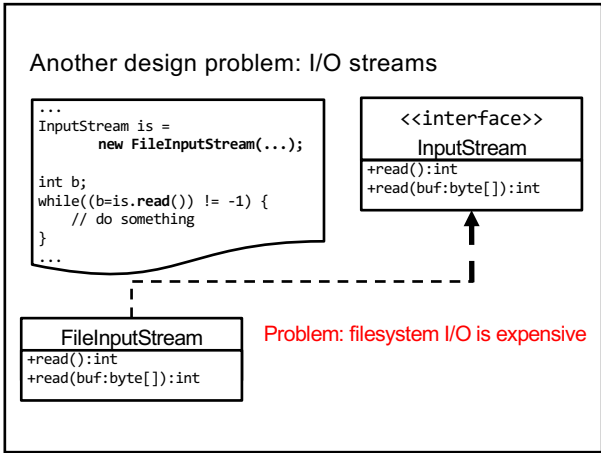 Another design problem: I/O streams
...
InputStream is =
        new FileInputStream(...);

int b;
while((b=is.read()) != -1) {
    // do something
}
...
<<interface>>
InputStream
+read():int
+read(buf:byte[]):int
FileInputStream
+read():int
+read(buf:byte[]):int
Problem: filesystem I/O is expensive